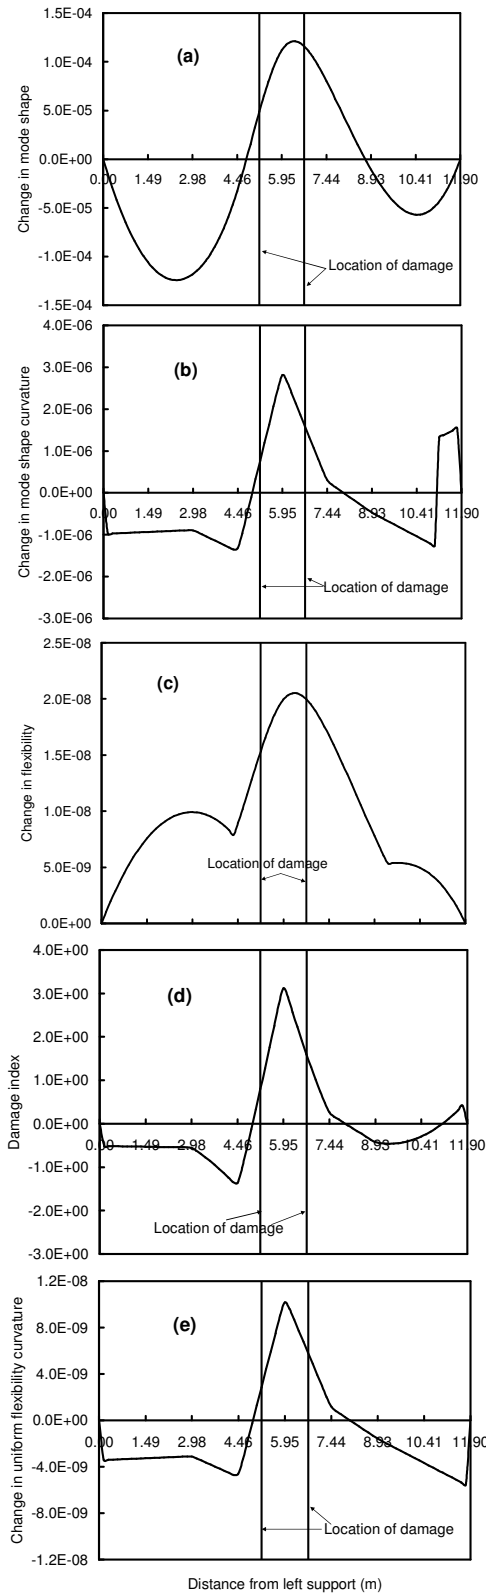 1.5E-04
(a)
1.0E-04
5.0E-05
0.0E+00
0.00 1.49 2.98 4.46 5.95 7.44 8.93 10.41 11.90
-5.0E-05
-1.0E-04
Location of damage
-1.5E-04
Change in mode shape
4.0E-06
3.0E-06
(b)
2.0E-06
1.0E-06
0.0E+00
0.00 1.49 2.98 4.46 5.95 7.44 8.93 10.41 11.90
-1.0E-06
-2.0E-06
Location of damage
-3.0E-06
Change in mode shape curvature
2.5E-08
(c)
2.0E-08
1.5E-08
1.0E-08
Location of damage
5.0E-09
0.0E+00
Change in flexibility
4.0E+00
3.0E+00
(d)
2.0E+00
1.0E+00
0.0E+00
0.00 1.49 2.98 4.46 5.95 7.44 8.93 10.41 11.90
-1.0E+00
-2.0E+00
Location of damage
-3.0E+00
Damage index
1.2E-08
(e)
8.0E-09
4.0E-09
0.0E+00
0.00 1.49 2.98 4.46 5.95 7.44 8.93 10.41 11.90
-4.0E-09
-8.0E-09
Location of damage
-1.2E-08
Change in uniform flexibility curvature
Distance from left support (m)